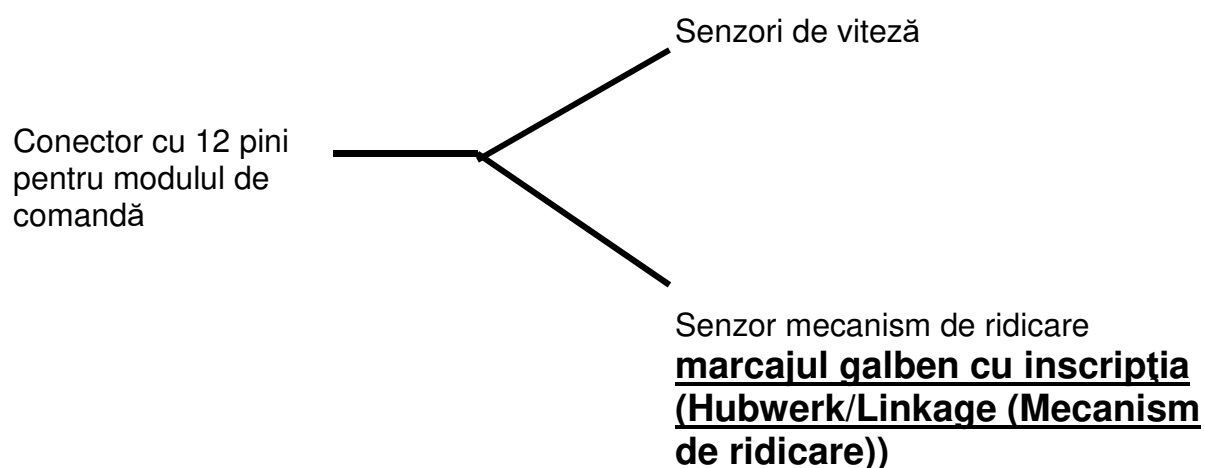 Senzori de viteză
Conector cu 12 pini
pentru modulul de
comandă
Senzor mecanism de ridicare
marcajul galben cu inscripţia
(Hubwerk/Linkage (Mecanism
de ridicare))